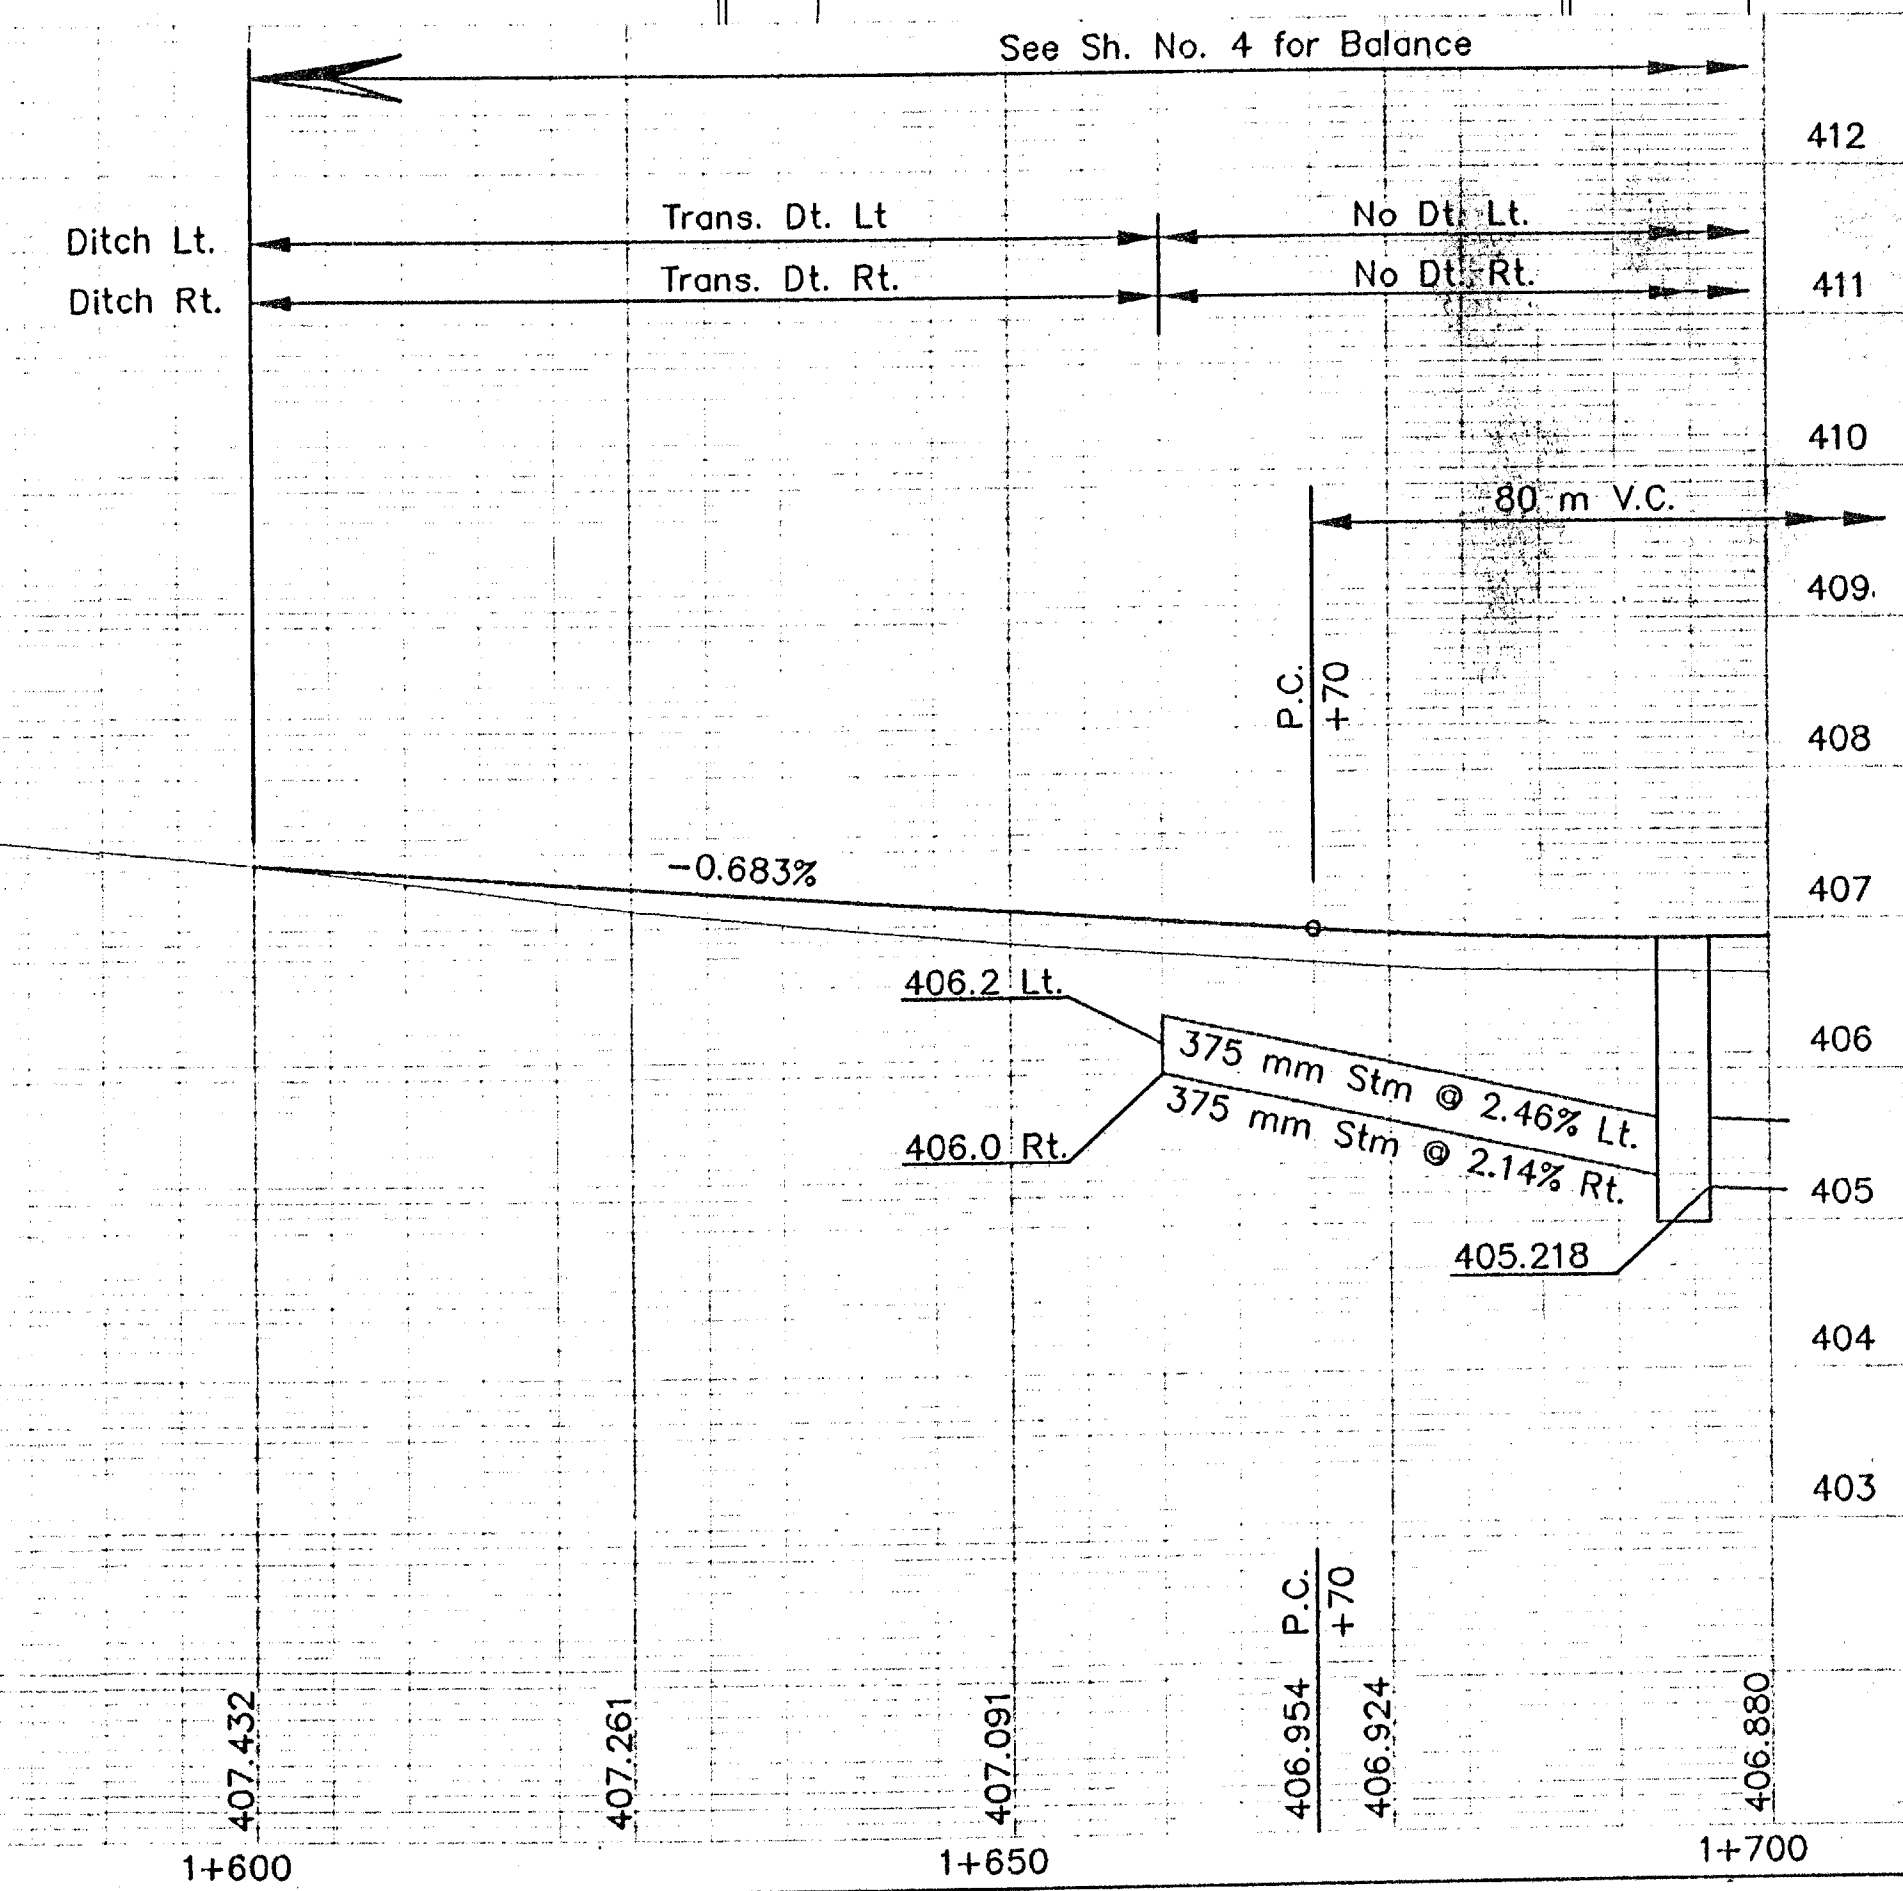 See Sh. No. 4 for Balance
412
Trans. Dt. Lt
No Dt. Lt.
Ditch Lt.
Trans. Dt. Rt.
No Dt. Rt.
Ditch Rt.
411
410
80 m V.C.
409
P.C.
+70
408
-0.683%
407
406.2 Lt.
375 mm Stm @ 2.46% Lt.
406
406.0 Rt.
375 mm Stm @ 2.14% Rt.
405
405.218
404
403
P.C.
+70
407.432
407.261
407.091
406.954
406.924
406.880
1+600
1+650
1+700